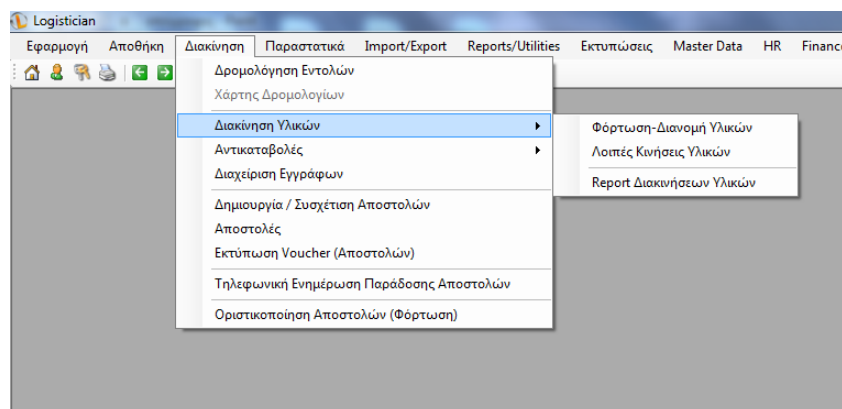 Logistician
Εφαρμογή Αποθήκη Διακίνηση Παραστατικά Import/Export Reports/Utilities Εκτυπώσεις Master Data HR Financ
Δρομολόγηση Εντολών
Χάρτης Δρομολογίων
Διακίνηση Υλικών
Αντικαταβολές
Διαχείριση Εγγράφων
Δημιουργία / Συσχέτιση Αποστολών
Αποστολές
Εκτύπωση Voucher (Αποστολών)
Τηλεφωνική Ενημέρωση Παράδοσης Αποστολών
Οριστικοποίηση Αποστολών (Φόρτωση)
Φόρτωση-Διανομή Υλικών
Λοιπές Κινήσεις Υλικών
Report Διακινήσεων Υλικών